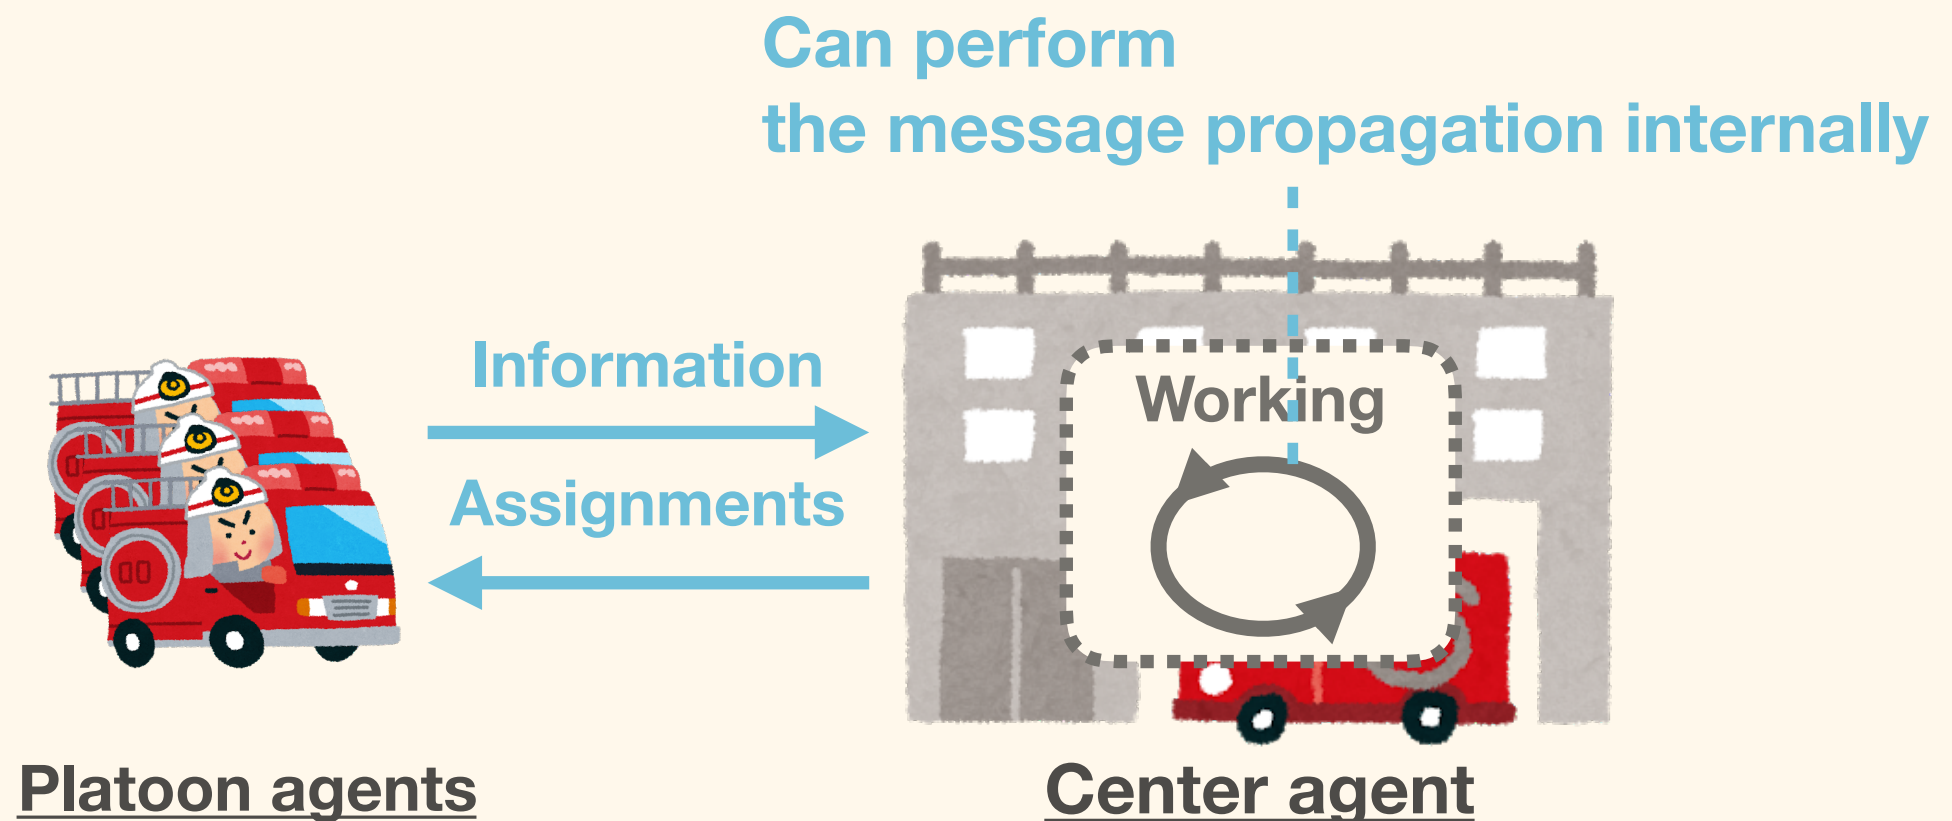 Can perform
the message propagation internally
Information
Assignments
Working
Platoon agents
Center agent